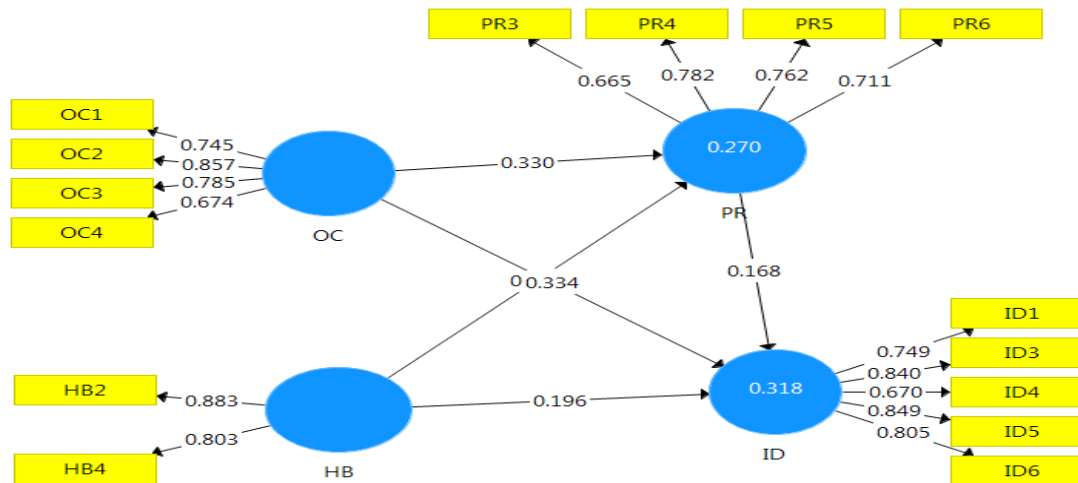 PR3 PR4 PR5 PR6
0.665 0.782 0.762 0.711
OC1
OC2
OC3
OC4
0.745
0.857
0.785
0.674
OC
0.330
0.270
PR
0.334
0.168
HB2
HB4
0.883
0.803
HB
0.196
0.318
ID
0.749
0.840
0.670
0.849
0.805
ID1
ID3
ID4
ID5
ID6